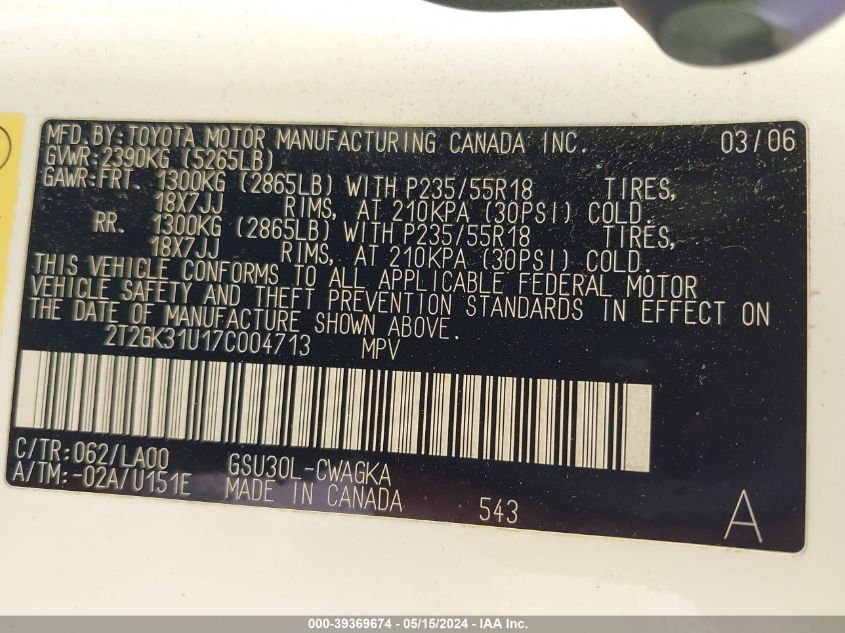 MFD. BY: TOYOTA MOTOR MANUFACTURING CANADA INC. 03/06
GVWR: 2390KG (5265LB)
GAWR: FRT. 1300KG (2865LB) WITH P235/55R18 TIRES,
18X7JJ RIMS, AT 210KPA (30PSI) COLD.
RR. 1300KG (2865LB) WITH P235/55R18 TIRES,
18X7JJ RIMS, AT 210KPA (30PSI) COLD.
THIS VEHICLE CONFORMS TO ALL APPLICABLE FEDERAL MOTOR
VEHICLE SAFETY AND THEFT PREVENTION STANDARDS IN EFFECT ON
THE DATE OF MANUFACTURE SHOWN ABOVE.
2T2GK31U17C004713 MPV
C/TR: 062/LA00 GSU30L-CWAGKA
A/TM: -02A/U151E MADE IN CANADA 543 A
000-39369674 - 05/15/2024 - IAA, Inc.